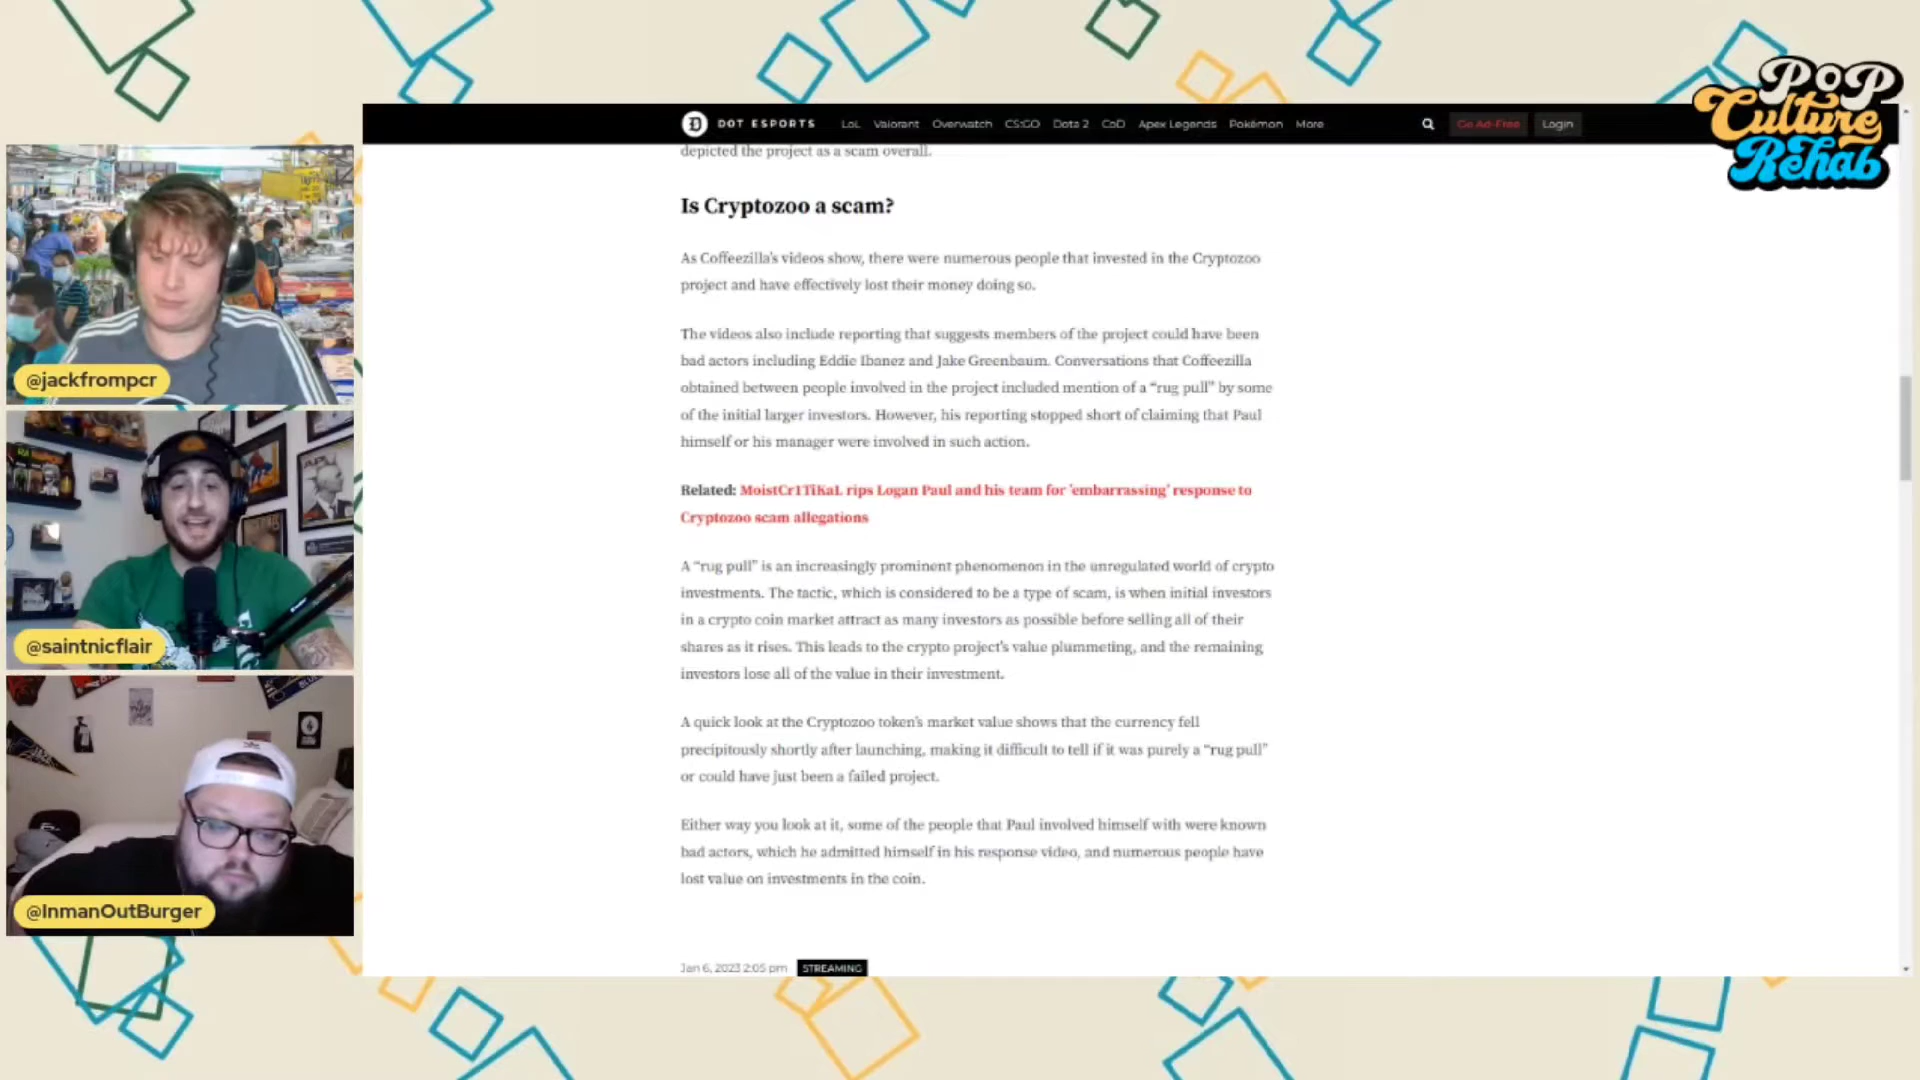 POP
Culture
Rehab
DOT ESPORTS LoL Valorant Overwatch CS:GO Dota 2 CoD Apex Legends Pokémon More Go Ad-Free Login
depicted the project as a scam overall.
Is Cryptozoo a scam?
As Coffeezilla's videos show, there were numerous people that invested in the Cryptozoo
project and have effectively lost their money doing so.
The videos also include reporting that suggests members of the project could have been
bad actors including Eddie Ibanez and Jake Greenbaum. Conversations that Coffeezilla
obtained between people involved in the project included mention of a “rug pull” by some
of the initial larger investors. However, his reporting stopped short of claiming that Paul
himself or his manager were involved in such action.
Related: MoistCr1TiKaL rips Logan Paul and his team for 'embarrassing' response to
Cryptozoo scam allegations
A “rug pull” is an increasingly prominent phenomenon in the unregulated world of crypto
investments. The tactic, which is considered to be a type of scam, is when initial investors
in a crypto coin market attract as many investors as possible before selling all of their
shares as it rises. This leads to the crypto project's value plummeting, and the remaining
investors lose all of the value in their investment.
A quick look at the Cryptozoo token's market value shows that the currency fell
precipitously shortly after launching, making it difficult to tell if it was purely a “rug pull”
or could have just been a failed project.
Either way you look at it, some of the people that Paul involved himself with were known
bad actors, which he admitted himself in his response video, and numerous people have
lost value on investments in the coin.
Jan 6, 2023 2:05 pm STREAMING
@jackfrompcr
@saintnicflair
@InmanOutBurger